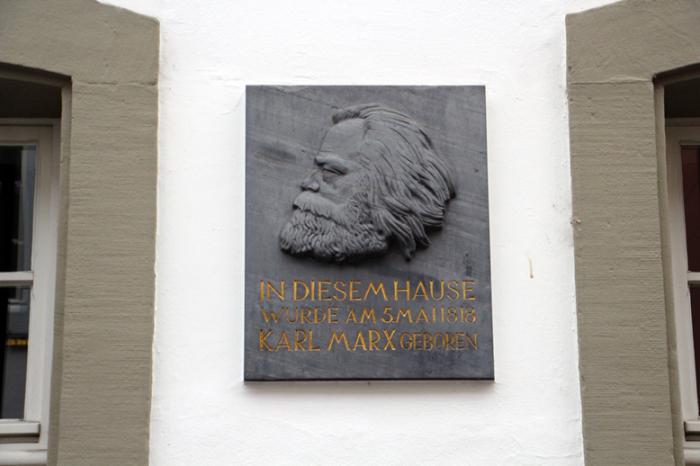 IN DIESEM HAUSE
WURDE AM 5. MAI 1818
KARL MARX GEBOREN